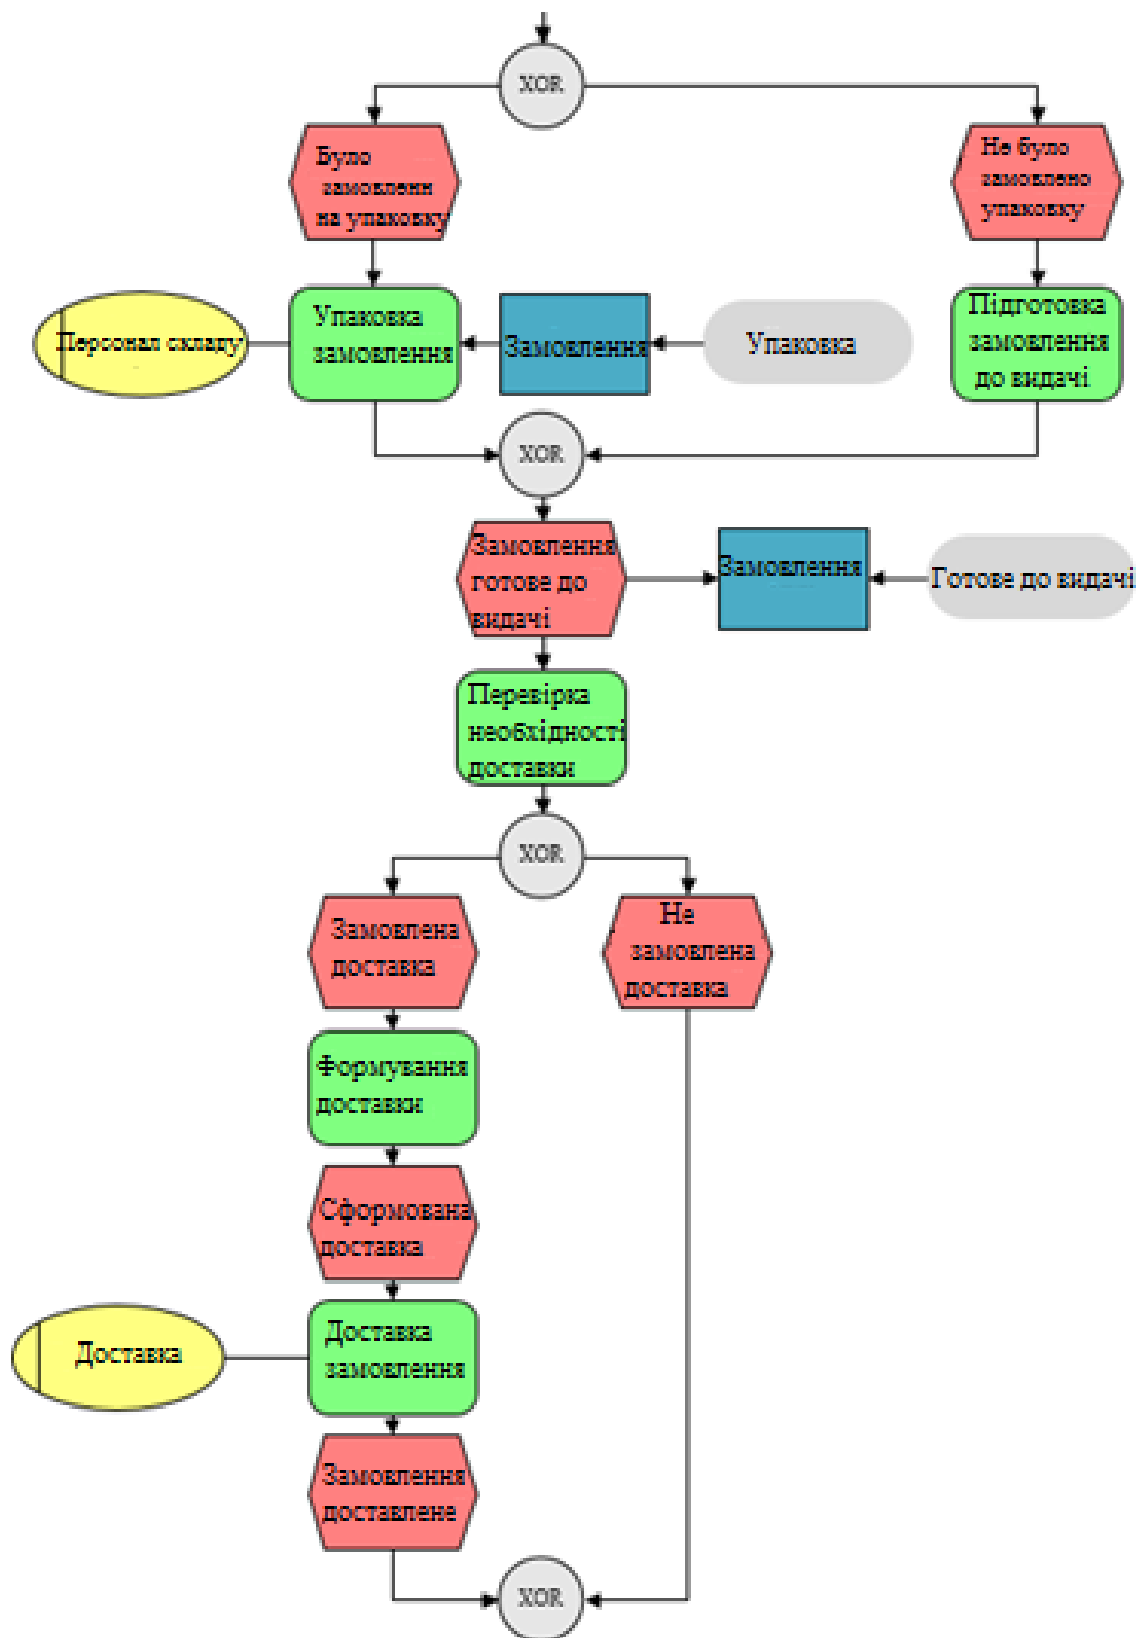 XOR
Було
замовленн
на упаковку
Не було
замовлено
упаковку
Персонал складу
Упаковка
замовлення
Замовлення
Упаковка
Підготовка
замовлення
до видачі
XOR
Замовлення
готове до
видачі
Замовлення
Готове до видачі
Перевірка
необхідності
доставки
XOR
Замовлена
доставка
Не
замовлена
доставка
Формування
доставки
Сформована
доставка
Доставка
Доставка
замовлення
Замовлення
доставлене
XOR